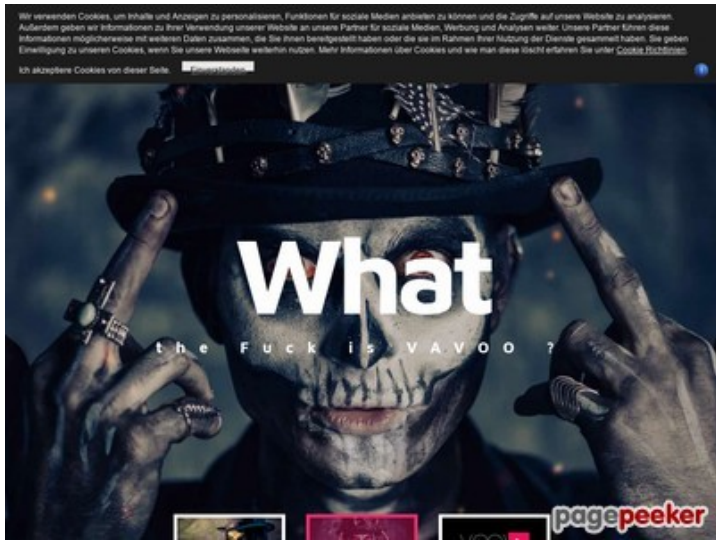 Wir verwenden Cookies, um Inhalte und Anzeigen zu personalisieren, Funktionen für soziale Medien anbieten zu können und die Zugriffe auf unsere Website zu analysieren.
Außerdem geben wir Informationen zu Ihrer Verwendung unserer Website an unsere Partner für soziale Medien, Werbung und Analysen weiter. Unsere Partner führen diese
Informationen möglicherweise mit weiteren Daten zusammen, die Sie ihnen bereitgestellt haben oder die sie im Rahmen Ihrer Nutzung der Dienste gesammelt haben. Sie geben
Einwilligung zu unseren Cookies, wenn Sie unsere Webseite weiterhin nutzen. Mehr Informationen über Cookies und wie man diese löscht erfahren Sie unter Cookie Richtlinien.
Ich akzeptiere Cookies von dieser Seite. Einverstanden
What
the Fuck is VAVOO ?
pagepeeker